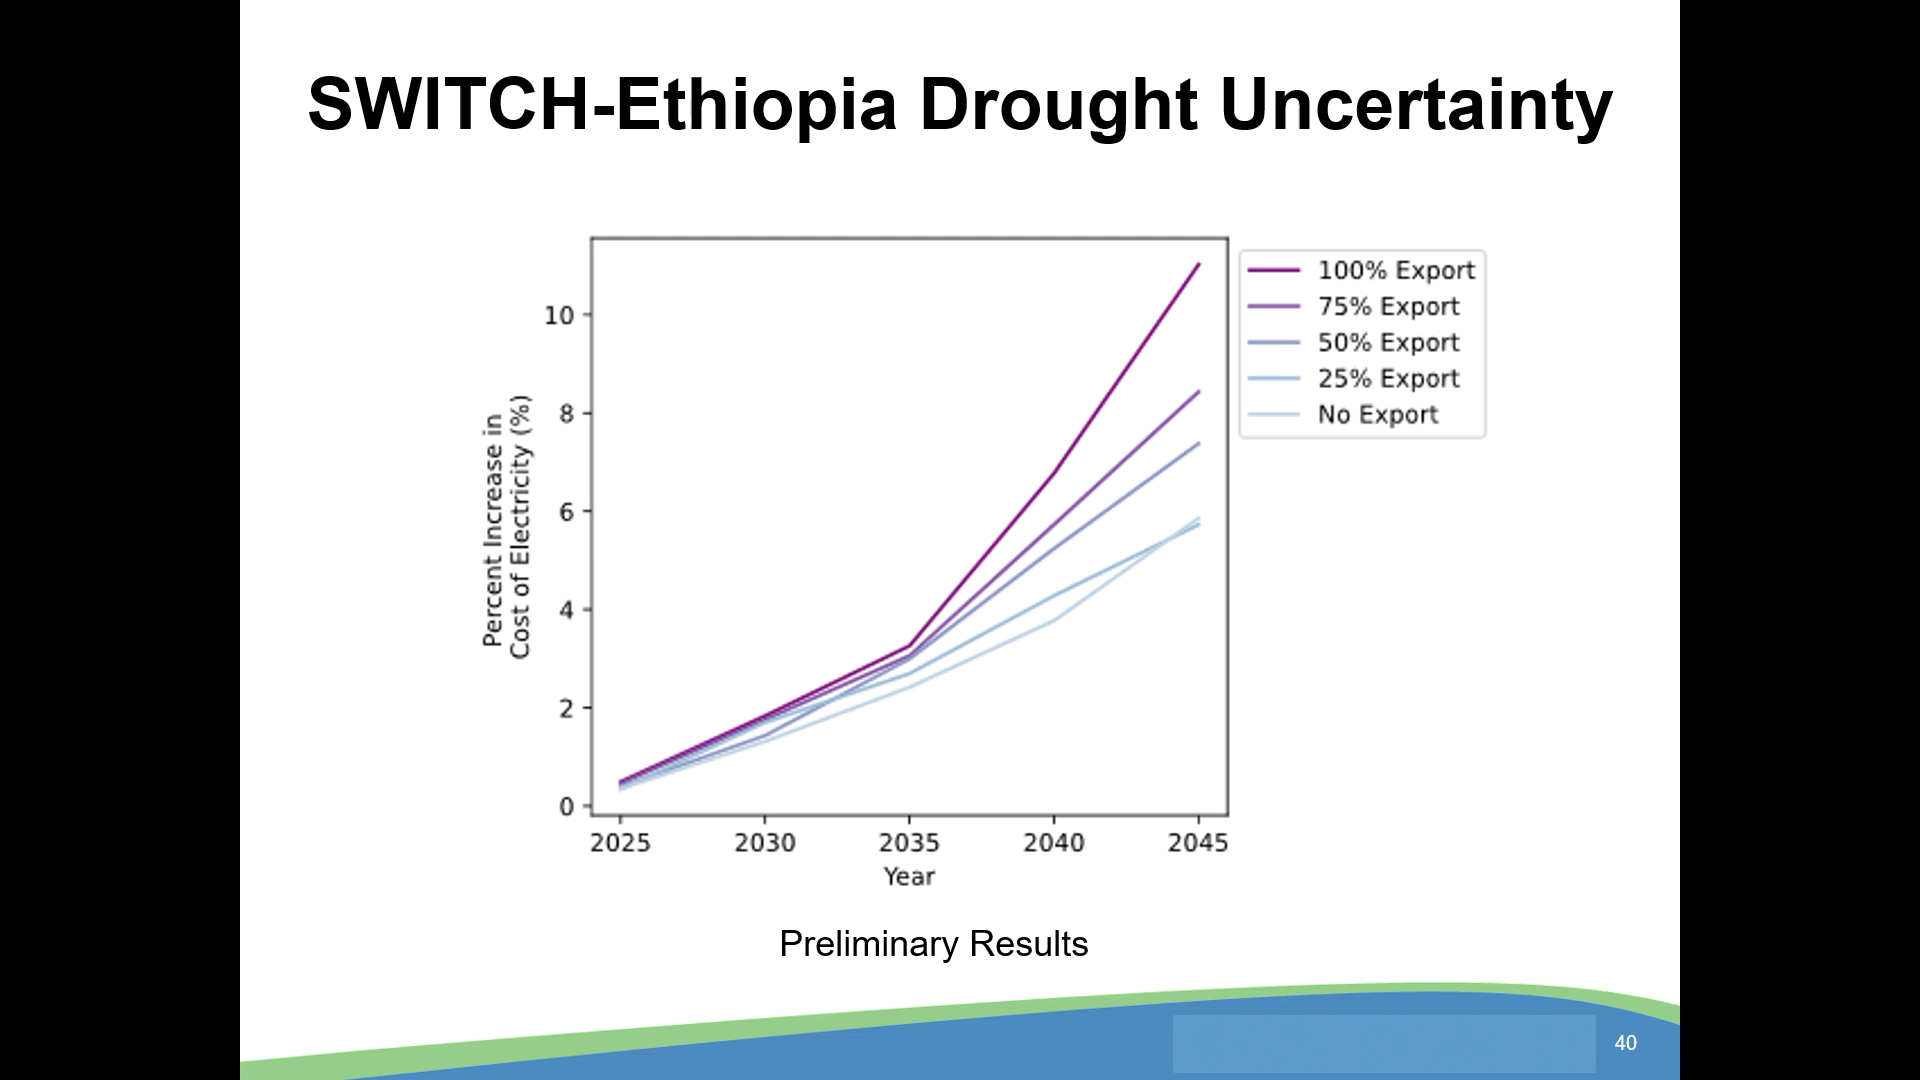 SWITCH-Ethiopia Drought Uncertainty
Percent Increase in
Cost of Electricity (%)
10
8
6
4
2
0
2025 2030 2035 2040 2045
Year
100% Export
75% Export
50% Export
25% Export
No Export
Preliminary Results
40